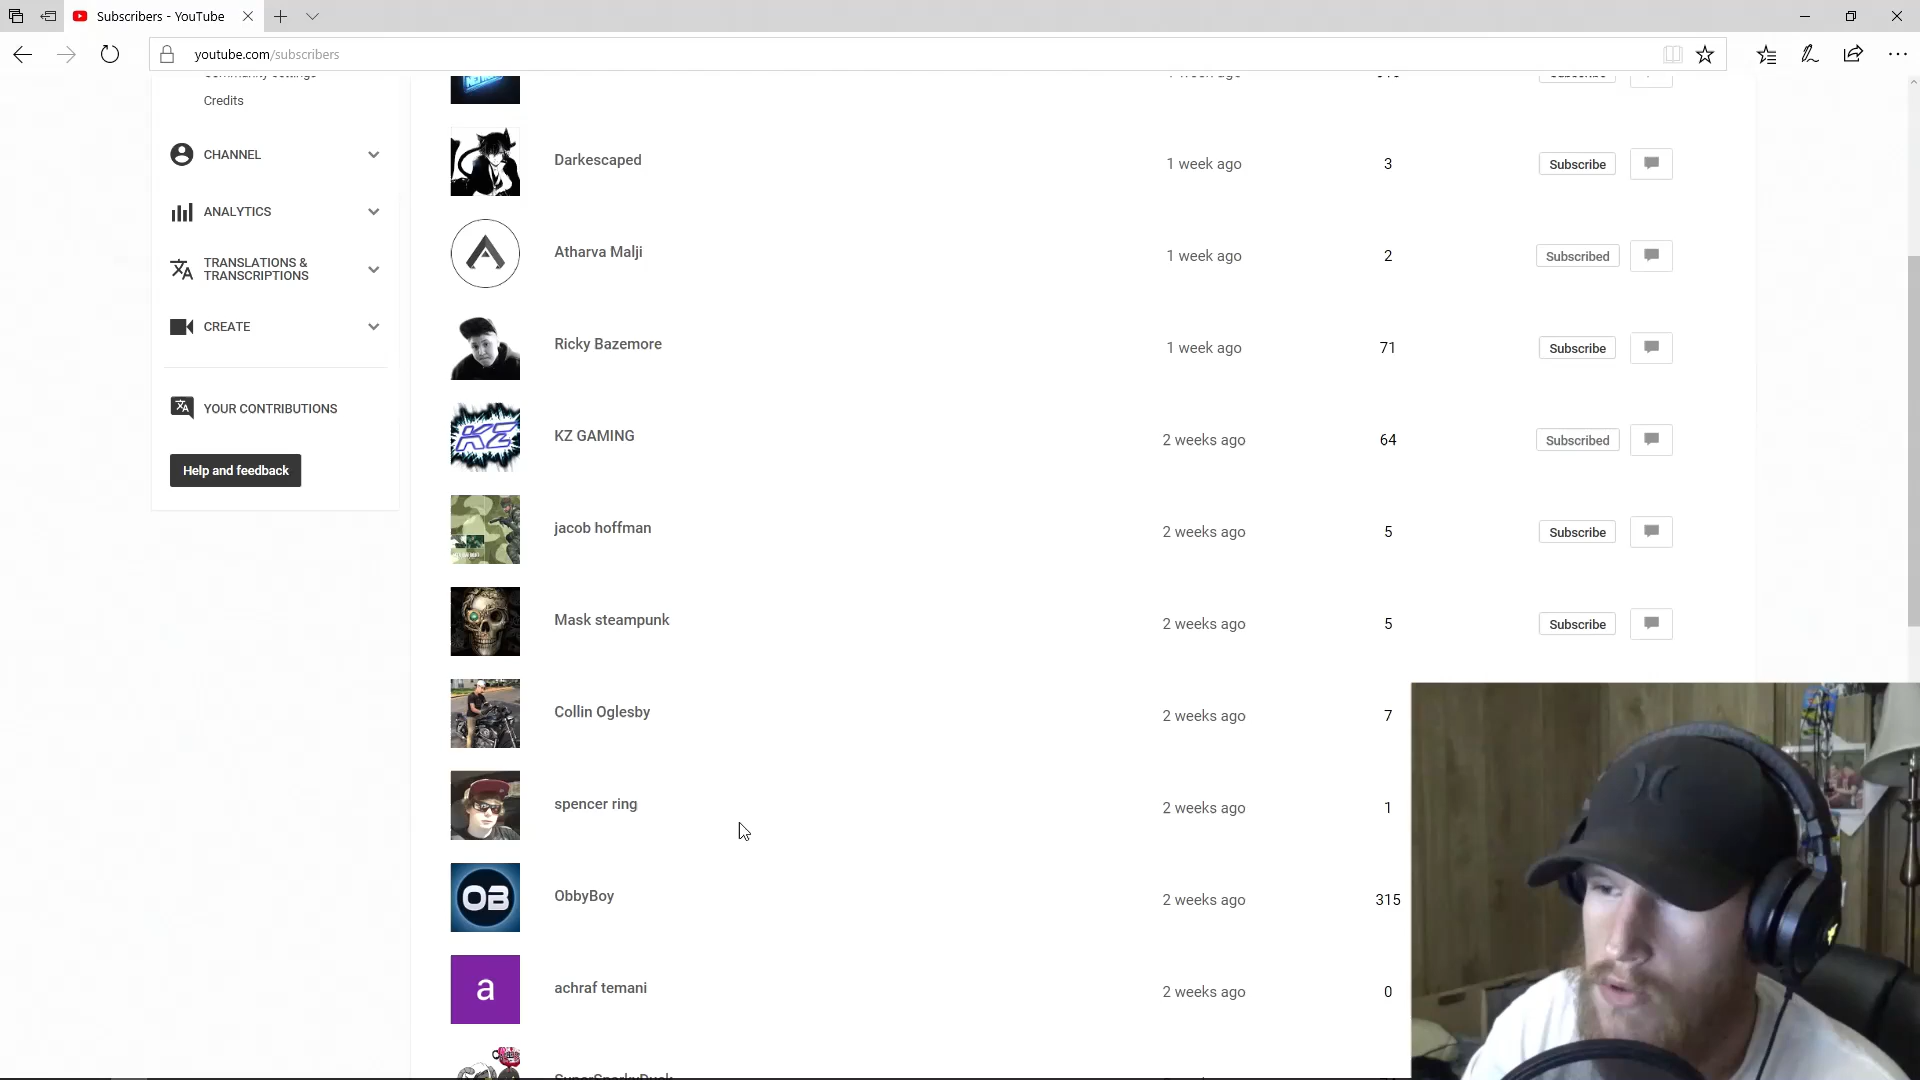 Subscribers - YouTube
youtube.com/subscribers
Credits
CHANNEL
ANALYTICS
TRANSLATIONS &
TRANSCRIPTIONS
CREATE
YOUR CONTRIBUTIONS
Help and feedback
Darkescaped 1 week ago 3 Subscribe
Atharva Malji 1 week ago 2 Subscribed
Ricky Bazemore 1 week ago 71 Subscribe
KZ
KZ GAMING 2 weeks ago 64 Subscribed
jacob hoffman 2 weeks ago 5 Subscribe
Mask steampunk 2 weeks ago 5 Subscribe
Collin Oglesby 2 weeks ago 7
spencer ring 2 weeks ago 1
OB
ObbyBoy 2 weeks ago 315
a
achraf temani 2 weeks ago 0